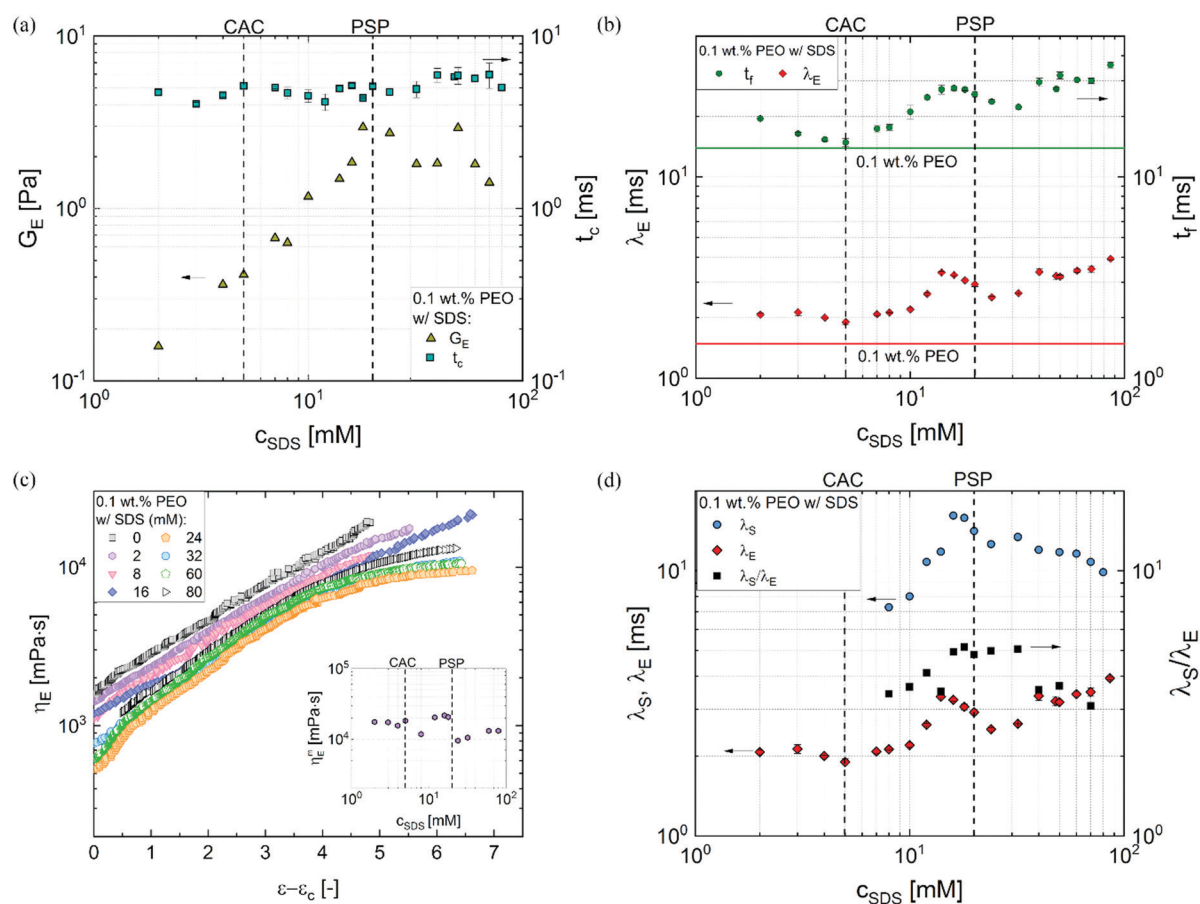 (a)
CAC
PSP
10¹
10⁰
10⁻¹
G_E [Pa]
10¹
10⁰
10⁻¹
t_c [ms]
0.1 wt.% PEO
w/ SDS:
G_E
t_c
10⁰
10¹
10²
c_SDS [mM]
(b)
CAC
PSP
0.1 wt.% PEO w/ SDS
t_f
λ_E
0.1 wt.% PEO
0.1 wt.% PEO
10¹
10⁰
λ_E [ms]
10¹
10⁰
t_f [ms]
10⁰
10¹
10²
c_SDS [mM]
(c)
0.1 wt.% PEO
w/ SDS (mM):
0 24
2 32
8 60
16 80
10⁴
10³
η_E [mPa·s]
CAC
PSP
10⁵
10⁴
10³
η_E^∞ [mPa·s]
10⁰
10¹
10²
c_SDS [mM]
0 1 2 3 4 5 6 7
ε−ε_c [-]
(d)
CAC
PSP
0.1 wt.% PEO w/ SDS
λ_S
λ_E
λ_S/λ_E
10¹
10⁰
λ_S, λ_E [ms]
10¹
10⁰
λ_S/λ_E
10⁰
10¹
10²
c_SDS [mM]